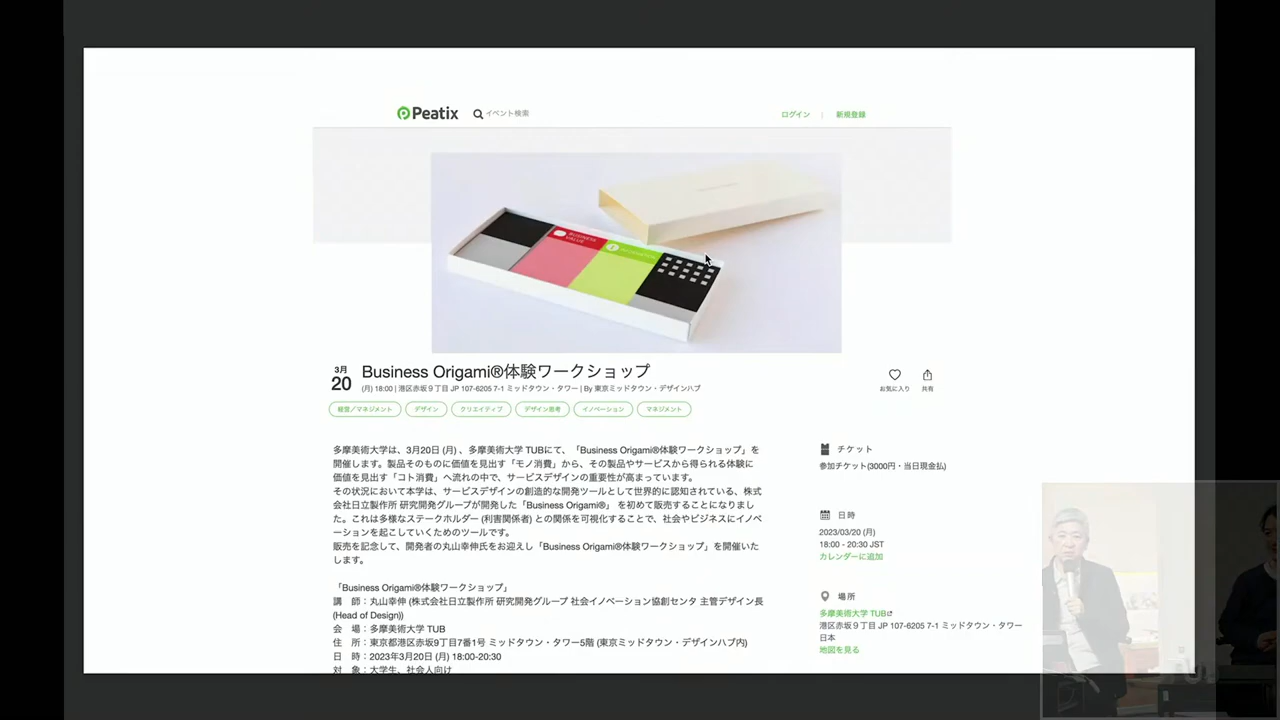 Peatix
イベント検索
ログイン | 新規登録
BUSINESS
VALUE
3月
20
Business Origami®体験ワークショップ
(月) 18:00 | 港区赤坂９丁目 JP 107-6205 7-1 ミッドタウン・タワー | By 東京ミッドタウン・デザインハブ
お気に入り
共有
経営／マネジメント
デザイン
クリエイティブ
デザイン思考
イノベーション
マネジメント
多摩美術大学は、3月20日 (月) 、多摩美術大学 TUBにて、「Business Origami®体験ワークショップ」を
開催します。製品そのものに価値を見出す「モノ消費」から、その製品やサービスから得られる体験に
価値を見出す「コト消費」へ流れの中で、サービスデザインの重要性が高まっています。
その状況において本学は、サービスデザインの創造的な開発ツールとして世界的に認知されている、株式
会社日立製作所 研究開発グループが開発した「Business Origami®」 を初めて販売することになりまし
た。これは多様なステークホルダー (利害関係者) との関係を可視化することで、社会やビジネスにイノベ
ーションを起こしていくためのツールです。
販売を記念して、開発者の丸山幸伸氏をお迎えし「Business Origami®体験ワークショップ」を開催いた
します。
「Business Origami®体験ワークショップ」
講　師：丸山幸伸 (株式会社日立製作所 研究開発グループ 社会イノベーション協創センタ 主管デザイン長
(Head of Design))
会　場：多摩美術大学 TUB
住　所：東京都港区赤坂9丁目7番1号 ミッドタウン・タワー5階 (東京ミッドタウン・デザインハブ内)
日　時：2023年3月20日 (月) 18:00-20:30
対　象：大学生、社会人向け
チケット
参加チケット(3000円・当日現金払)
日時
2023/03/20 (月)
18:00 - 20:30 JST
カレンダーに追加
場所
多摩美術大学 TUB
港区赤坂９丁目 JP 107-6205 7-1 ミッドタウン・タワー
日本
地図を見る